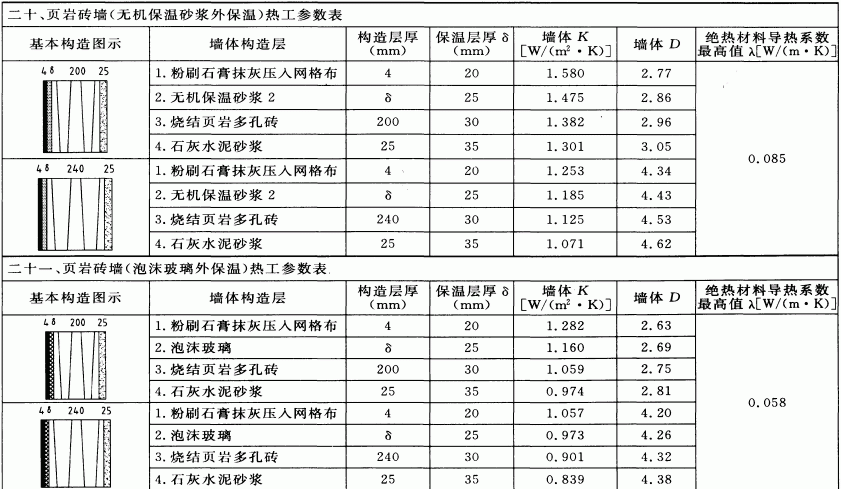 二十、页岩砖墙(无机保温砂浆外保温)热工参数表
基本构造图示 墙体构造层 构造层厚(mm) 保温层厚 δ(mm) 墙体 K[W/(m²·K)] 墙体 D 绝热材料导热系数最高值 λ[W/(m·K)]
4 δ 200 25
1. 粉刷石膏抹灰压入网格布 4 20 1.580 2.77
2. 无机保温砂浆 2 δ 25 1.475 2.86
3. 烧结页岩多孔砖 200 30 1.382 2.96
4. 石灰水泥砂浆 25 35 1.301 3.05
0.085
4 δ 240 25
1. 粉刷石膏抹灰压入网格布 4 20 1.253 4.34
2. 无机保温砂浆 2 δ 25 1.185 4.43
3. 烧结页岩多孔砖 240 30 1.125 4.53
4. 石灰水泥砂浆 25 35 1.071 4.62
二十一、页岩砖墙(泡沫玻璃外保温)热工参数表
基本构造图示 墙体构造层 构造层厚(mm) 保温层厚 δ(mm) 墙体 K[W/(m²·K)] 墙体 D 绝热材料导热系数最高值 λ[W/(m·K)]
4 δ 200 25
1. 粉刷石膏抹灰压入网格布 4 20 1.282 2.63
2. 泡沫玻璃 δ 25 1.160 2.69
3. 烧结页岩多孔砖 200 30 1.059 2.75
4. 石灰水泥砂浆 25 35 0.974 2.81
0.058
4 δ 240 25
1. 粉刷石膏抹灰压入网格布 4 20 1.057 4.20
2. 泡沫玻璃 δ 25 0.973 4.26
3. 烧结页岩多孔砖 240 30 0.901 4.32
4. 石灰水泥砂浆 25 35 0.839 4.38